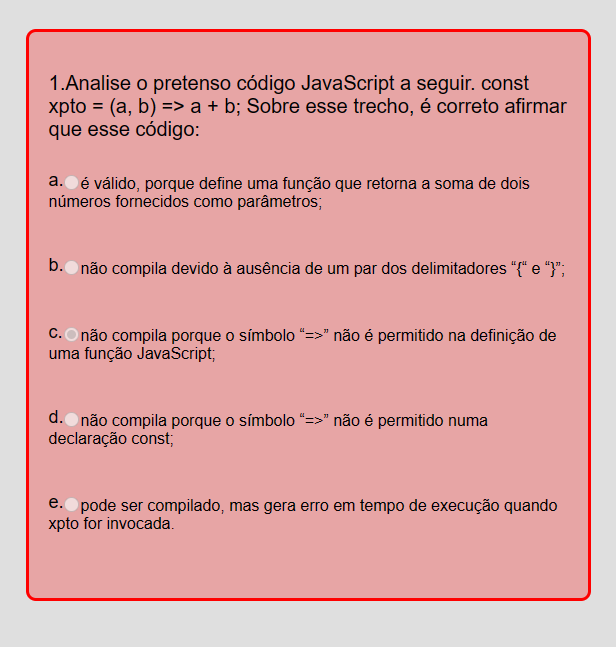 1.Analise o pretenso código JavaScript a seguir. const
xpto = (a, b) => a + b; Sobre esse trecho, é correto afirmar
que esse código:
a. é válido, porque define uma função que retorna a soma de dois
números fornecidos como parâmetros;
b. não compila devido à ausência de um par dos delimitadores “{“ e “}”;
c. não compila porque o símbolo “=>” não é permitido na definição de
uma função JavaScript;
d. não compila porque o símbolo “=>” não é permitido numa
declaração const;
e. pode ser compilado, mas gera erro em tempo de execução quando
xpto for invocada.